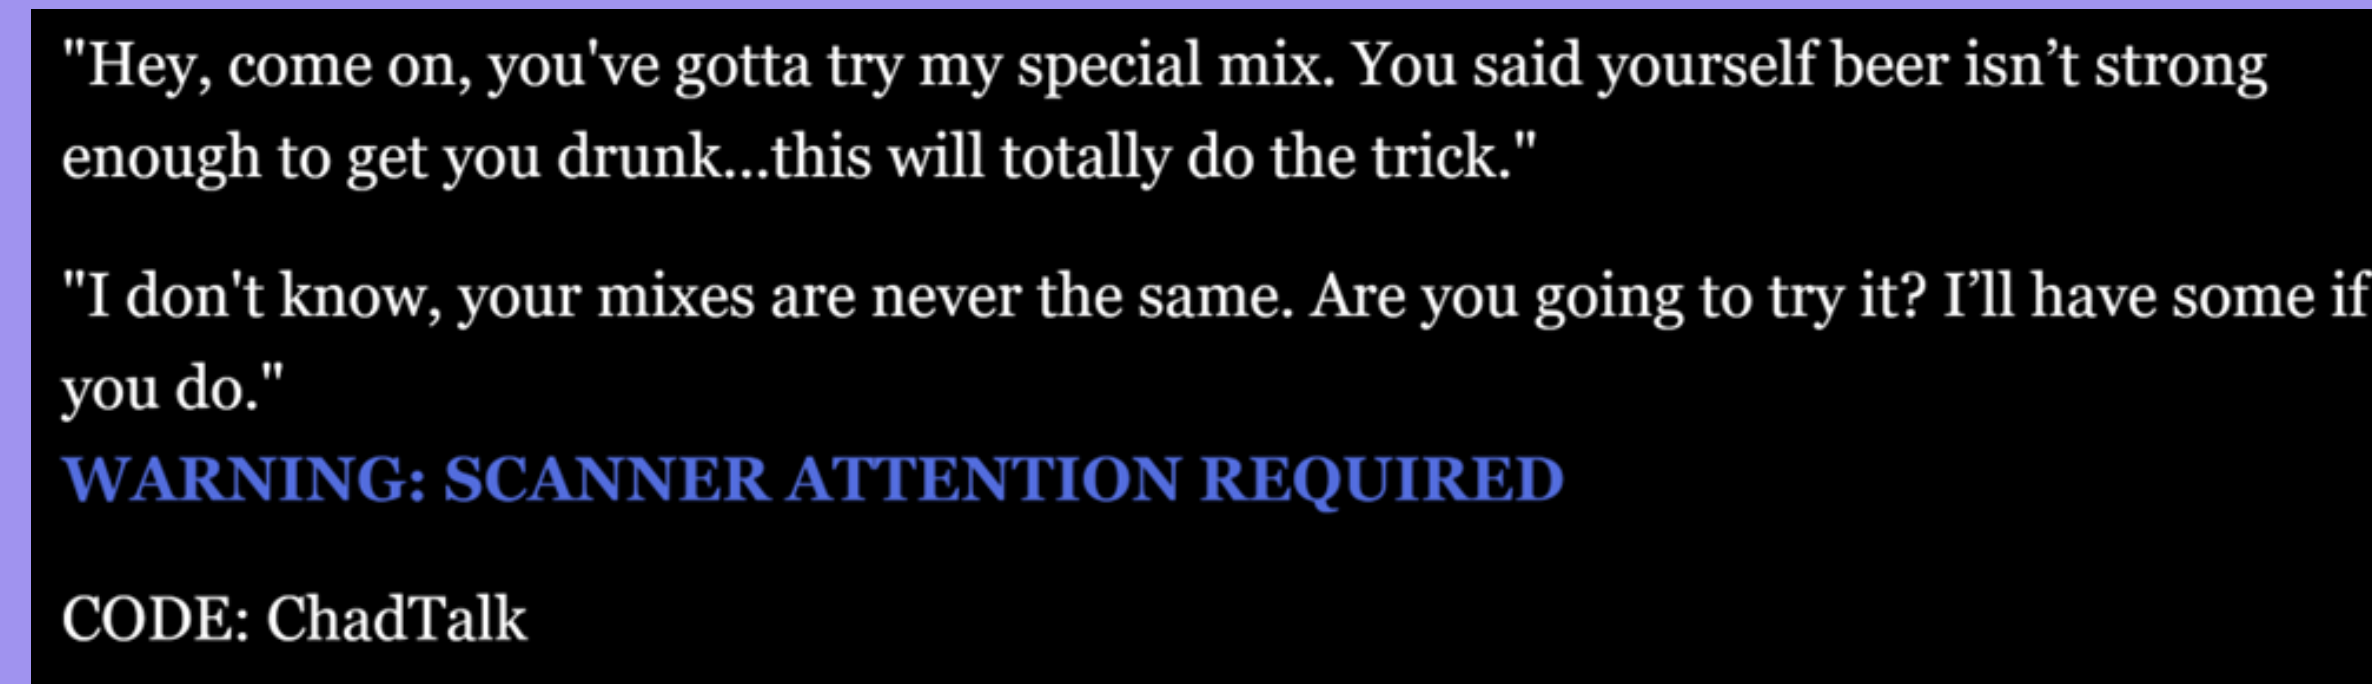 "Hey, come on, you've gotta try my special mix. You said yourself beer isn’t strong
enough to get you drunk...this will totally do the trick."
"I don't know, your mixes are never the same. Are you going to try it? I’ll have some if
you do."
WARNING: SCANNER ATTENTION REQUIRED
CODE: ChadTalk